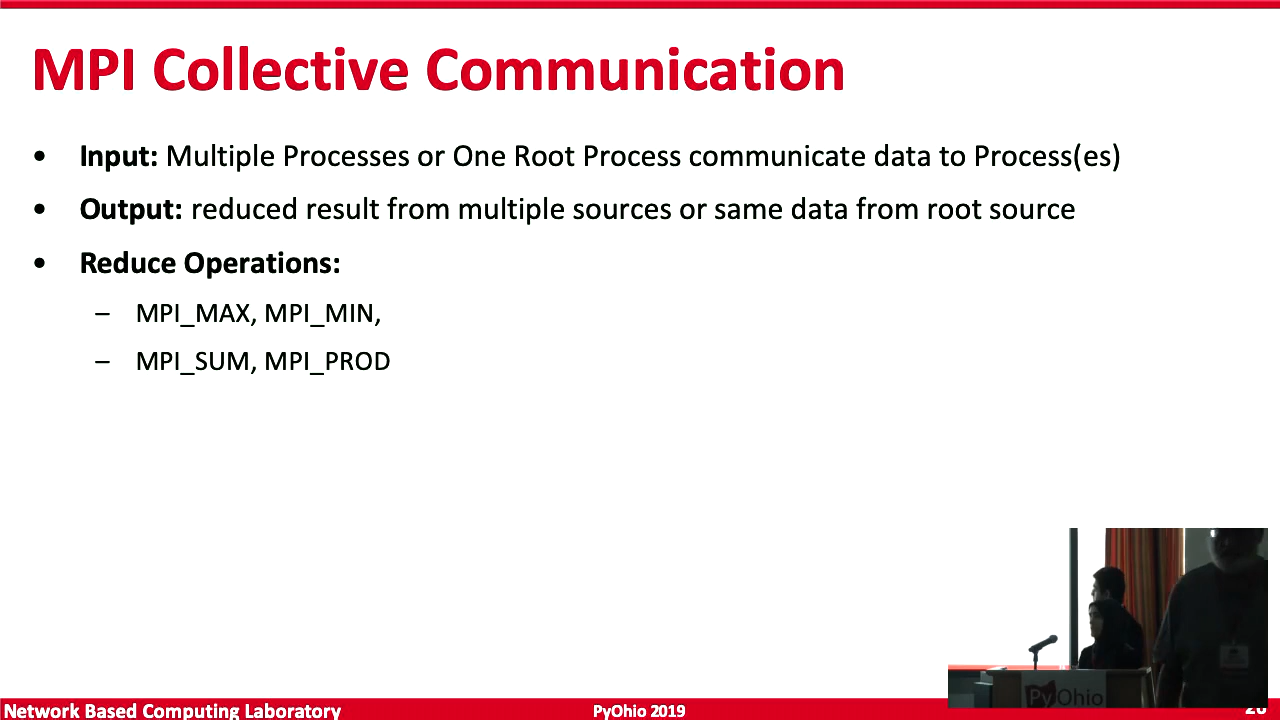 MPI Collective Communication
• Input: Multiple Processes or One Root Process communicate data to Process(es)
• Output: reduced result from multiple sources or same data from root source
• Reduce Operations:
– MPI_MAX, MPI_MIN,
– MPI_SUM, MPI_PROD
PyOhio
Network Based Computing Laboratory
PyOhio 2019